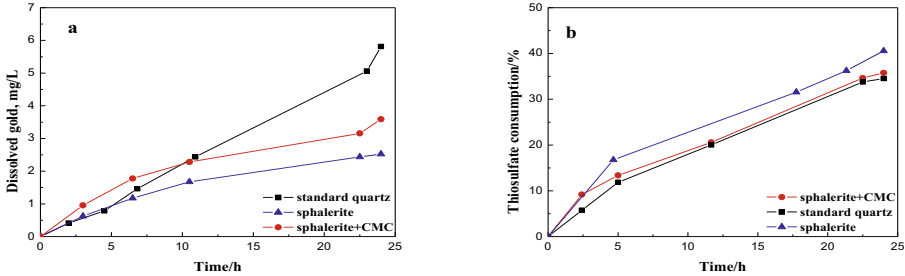 a
Dissolved gold, mg/L
7
6
5
4
3
2
1
0
standard quartz
sphalerite
sphalerite+CMC
0 5 10 15 20 25
Time/h
b
Thiosulfate consumption/%
50
40
30
20
10
0
sphalerite+CMC
standard quartz
sphalerite
0 5 10 15 20 25
Time/h